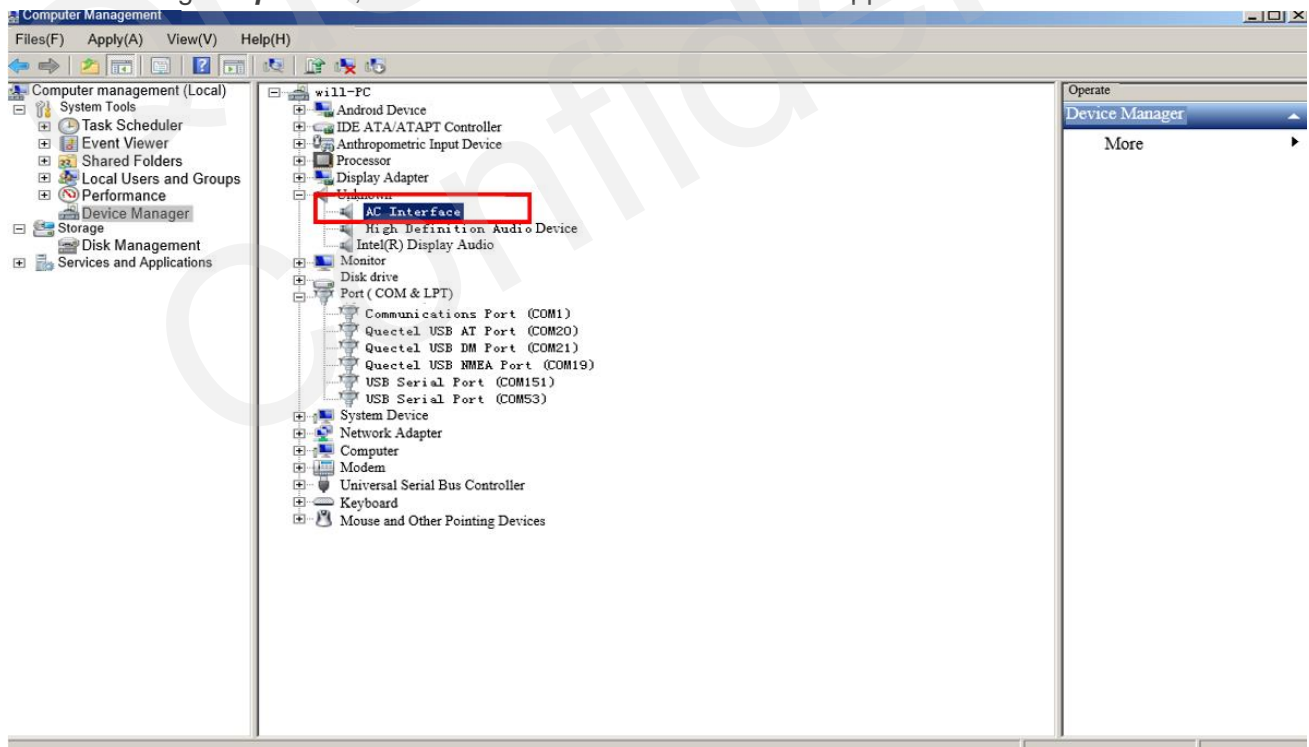 Computer Management
Files(F) Apply(A) View(V) Help(H)
Computer management (Local)
System Tools
Task Scheduler
Event Viewer
Shared Folders
Local Users and Groups
Performance
Device Manager
Storage
Disk Management
Services and Applications
will-PC
Android Device
IDE ATA/ATAPT Controller
Anthropometric Input Device
Processor
Display Adapter
Unknown
AC Interface
High Definition Audio Device
Intel(R) Display Audio
Monitor
Disk drive
Port ( COM & LPT)
Communications Port (COM1)
Quectel USB AT Port (COM20)
Quectel USB DM Port (COM21)
Quectel USB NMEA Port (COM19)
USB Serial Port (COM151)
USB Serial Port (COM53)
System Device
Network Adapter
Computer
Modem
Universal Serial Bus Controller
Keyboard
Mouse and Other Pointing Devices
Operate
Device Manager
More